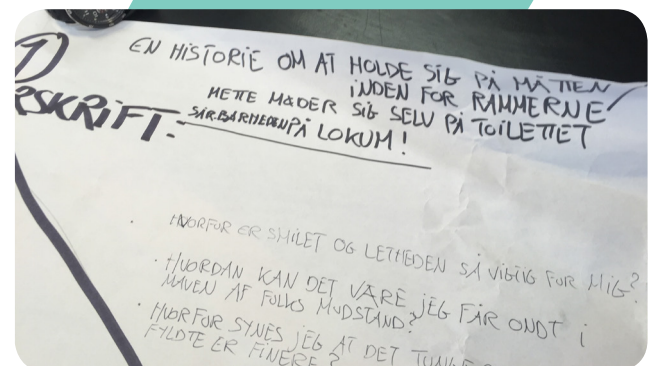 1)
EN HISTORIE OM AT HOLDE SIG PÅ MÅTTEN/
INDEN FOR RAMMERNE
RSKRIFT:
METTE MØDER SIG SELV PÅ TOILETTET
SÅRBARHEDEN PÅ LOKUM!
· HVORFOR ER SMILET OG LETHEDEN SÅ VIGTIG FOR MIG?
· HVORDAN KAN DET VÆRE JEG FÅR ONDT I
MAVEN AF FOLKS MODSTAND?
· HVORFOR SYNES JEG AT DET
FYLDTE ER FINERE?